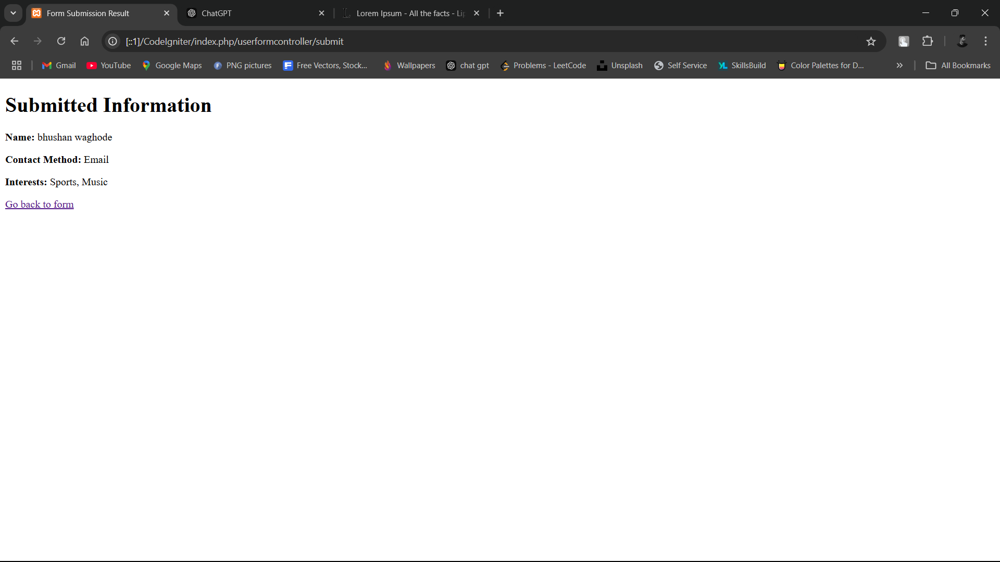 Form Submission Result
ChatGPT
Lorem Ipsum - All the facts - Lip
[::1]/CodeIgniter/index.php/userformcontroller/submit
Gmail YouTube Google Maps PNG pictures Free Vectors, Stock... Wallpapers chat gpt Problems - LeetCode Unsplash Self Service SkillsBuild Color Palettes for D... All Bookmarks
Submitted Information
Name: bhushan waghode
Contact Method: Email
Interests: Sports, Music
Go back to form